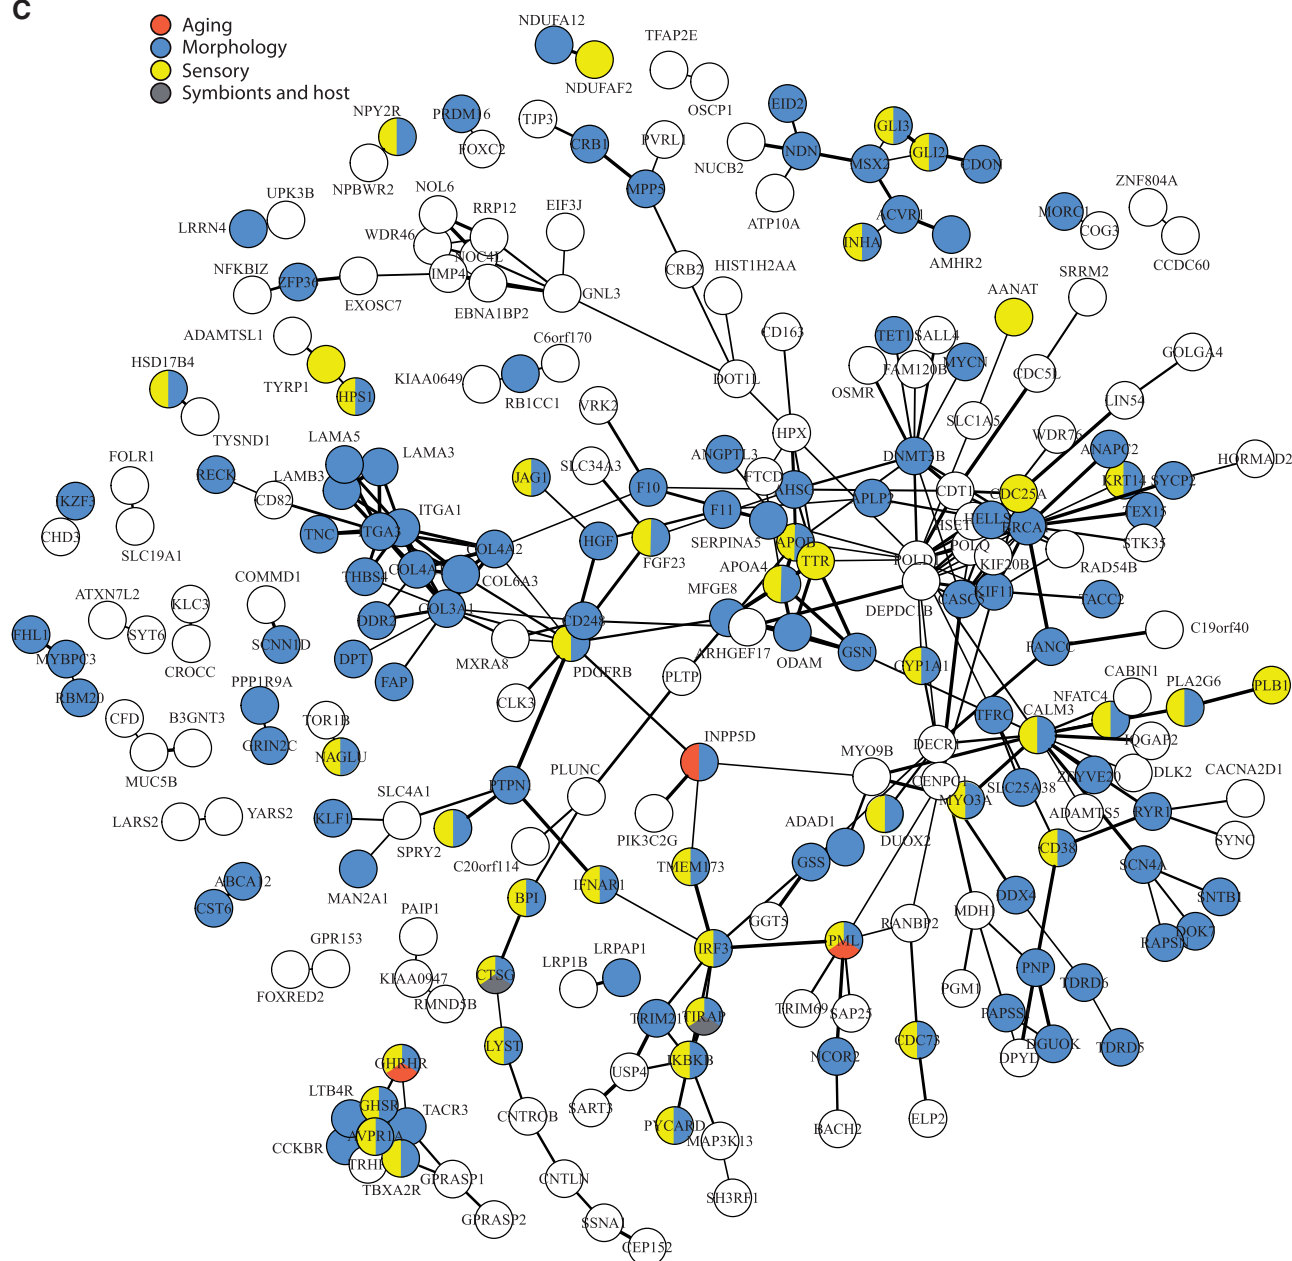 C
Aging
Morphology
Sensory
Symbionts and host
NDUFA12
NDUFAF2
TFAP2E
OSCP1
NPY2R
NPBWR2
PRDM16
FOXC2
TJP3
CRB1
PVRL1
MPP5
EID2
NUCB2
NDN
ATP10A
MSX2
GLI3
GLI2
CDON
ACVR1
INHA
AMHR2
MORC1
COG3
ZNF804A
CCDC60
UPK3B
LRRN4
NOL6
RRP12
WDR46
NOC4L
EIF3J
IMP4
EBNA1BP2
GNL3
NFKBIZ
ZFP36
EXOSC7
CRB2
HIST1H2AA
CD163
DOT1L
SRRM2
AANAT
ADAMTSL1
TYRP1
HPS1
HSD17B4
TYSND1
C6orf170
KIAA0649
RB1CC1
VRK2
TET1
SALL4
MYCN
FAM120B
OSMR
CDC5L
GOLGA4
LIN54
SLC1A5
WDR76
HPX
DNMT3B
ANAPC2
HORMAD2
KRT14
SYCP2
TEX15
STK35
CDT1
CDC25A
HELLS
BRCA1
RAD54B
POLQ
KIF20B
KIF11
CASC5
TACC2
DEPDC1B
FANCC
C19orf40
LAMA5
LAMA3
LAMB3
RECK
CD82
FOLR1
SLC19A1
IKZF3
CHD3
TNC
ITGA3
ITGA1
COL4A2
COL6A3
THBS4
COL3A1
DDR2
DPT
FAP
JAG1
SLC34A3
F10
F11
HGF
FGF23
ANGPTL3
FTCD
AHSG
APLP2
SERPINA5
APOB
TTR
APOA4
MFGE8
ARHGEF17
ODAM
GSN
CYP1A1
CD248
PDGFRB
MXRA8
CLK3
PLTP
COMMD1
SCNN1D
ATXN7L2
SYT6
KLC3
CROCC
FHL1
MYBPC3
RBM20
PPP1R9A
GRIN2C
CFD
B3GNT3
MUC5B
TOR1B
NAGLU
LARS2
YARS2
INPP5D
PIK3C2G
PLUNC
C20orf114
SLC4A1
KLF1
MAN2A1
SPRY2
IFNAR1
BPI
TMEM173
ABCA12
CST6
TFRC
CALM3
NFATC4
CABIN1
PLA2G6
PLB1
IQGAP2
DLK2
DECR1
MYO9B
CENPC1
MYO3A
SLC25A38
ZFYVE20
ADAMTS5
RYR1
CACNA2D1
SYNC
ADAD1
DUOX2
GSS
GGT5
CD38
SCN4A
SNTB1
DOK7
RAPSN
DDX4
MDH1
RANBP2
PML
IRF3
PAIP1
KIAA0947
RMND5B
GPR153
FOXRED2
CTSG
LRP1B
LRPAP1
LYST
TRIM21
TIRAP
TRIM69
SAP25
PGM1
PNP
TDRD6
PAPSS1
DPYD
DGUOK
TDRD5
NCOR2
CDC73
ELP2
BACH2
USP4
IKBKB
SART3
PYCARD
MAP3K13
SH3RF1
GHRHR
LTB4R
GHSR
TACR3
AVPR1A
CCKBR
TBXA2R
GPRASP1
GPRASP2
CNTROB
CNTLN
SSNA1
CEP152